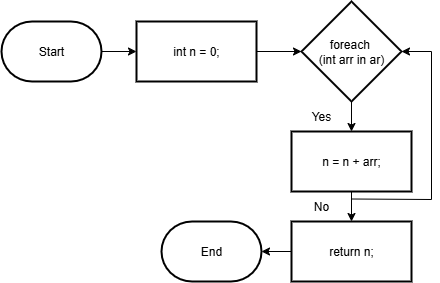 Start
int n = 0;
foreach
(int arr in ar)
Yes
n = n + arr;
No
return n;
End